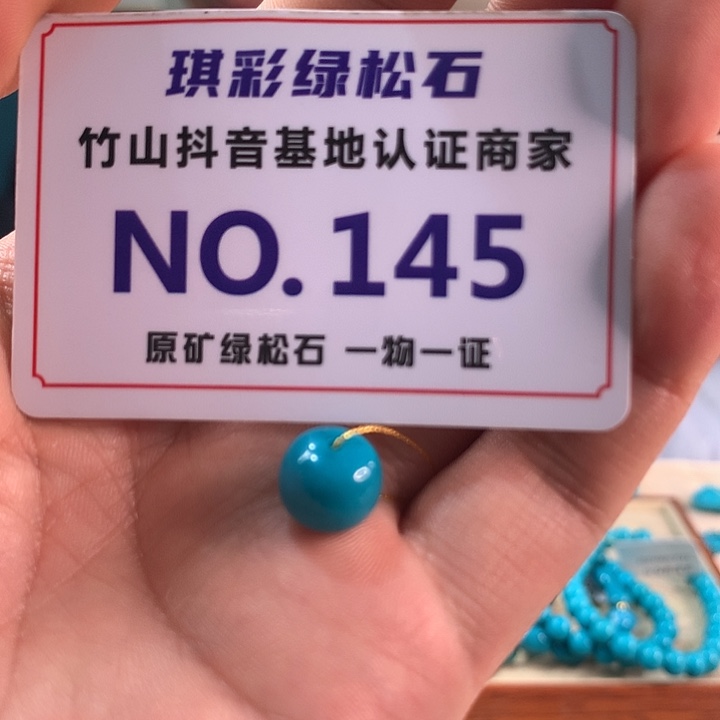 琪彩绿松石
竹山抖音基地认证商家
NO.145
原矿绿松石 一物一证